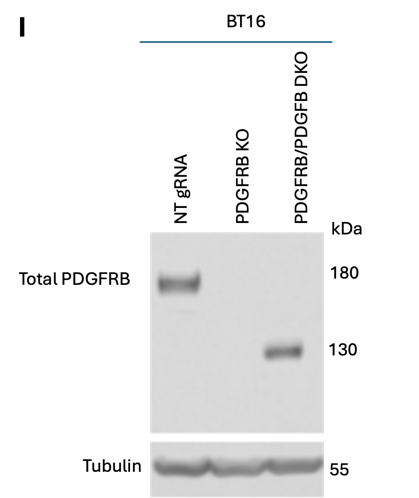 I
BT16
NT gRNA
PDGFRB KO
PDGFRB/PDGFB DKO
kDa
Total PDGFRB
180
130
Tubulin
55